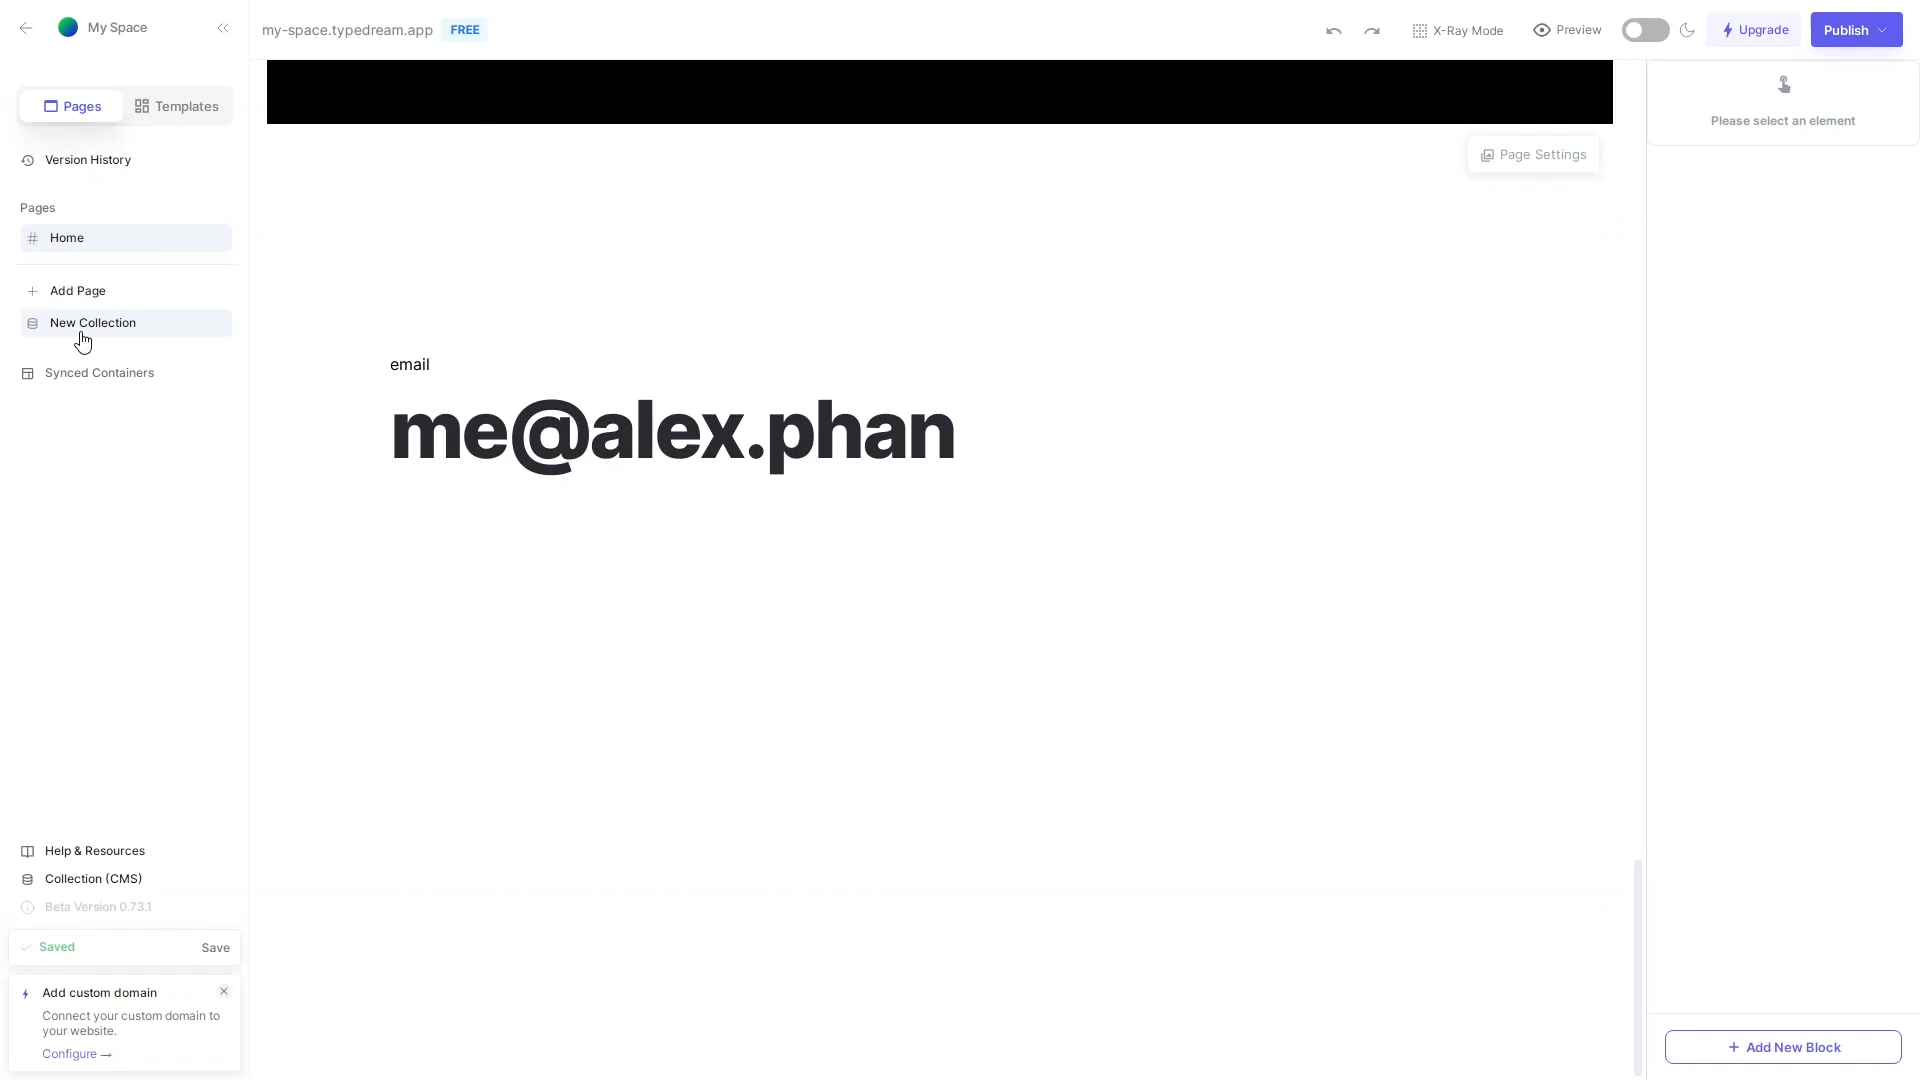 My Space
my-space.typedream.app
FREE
X-Ray Mode
Preview
Upgrade
Publish
Pages
Templates
Please select an element
Version History
Page Settings
Pages
Home
Add Page
New Collection
Synced Containers
email
me@alex.phan
Help & Resources
Collection (CMS)
Beta Version 0.73.1
Saved
Save
Add custom domain
Connect your custom domain to
your website.
Configure →
Add New Block